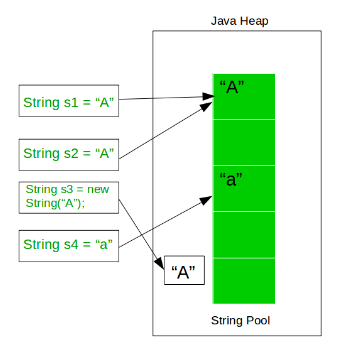 Java Heap
String s1 = “A”
“A”
String s2 = “A”
String s3 = new
String(“A”);
“a”
String s4 = “a”
“A”
String Pool